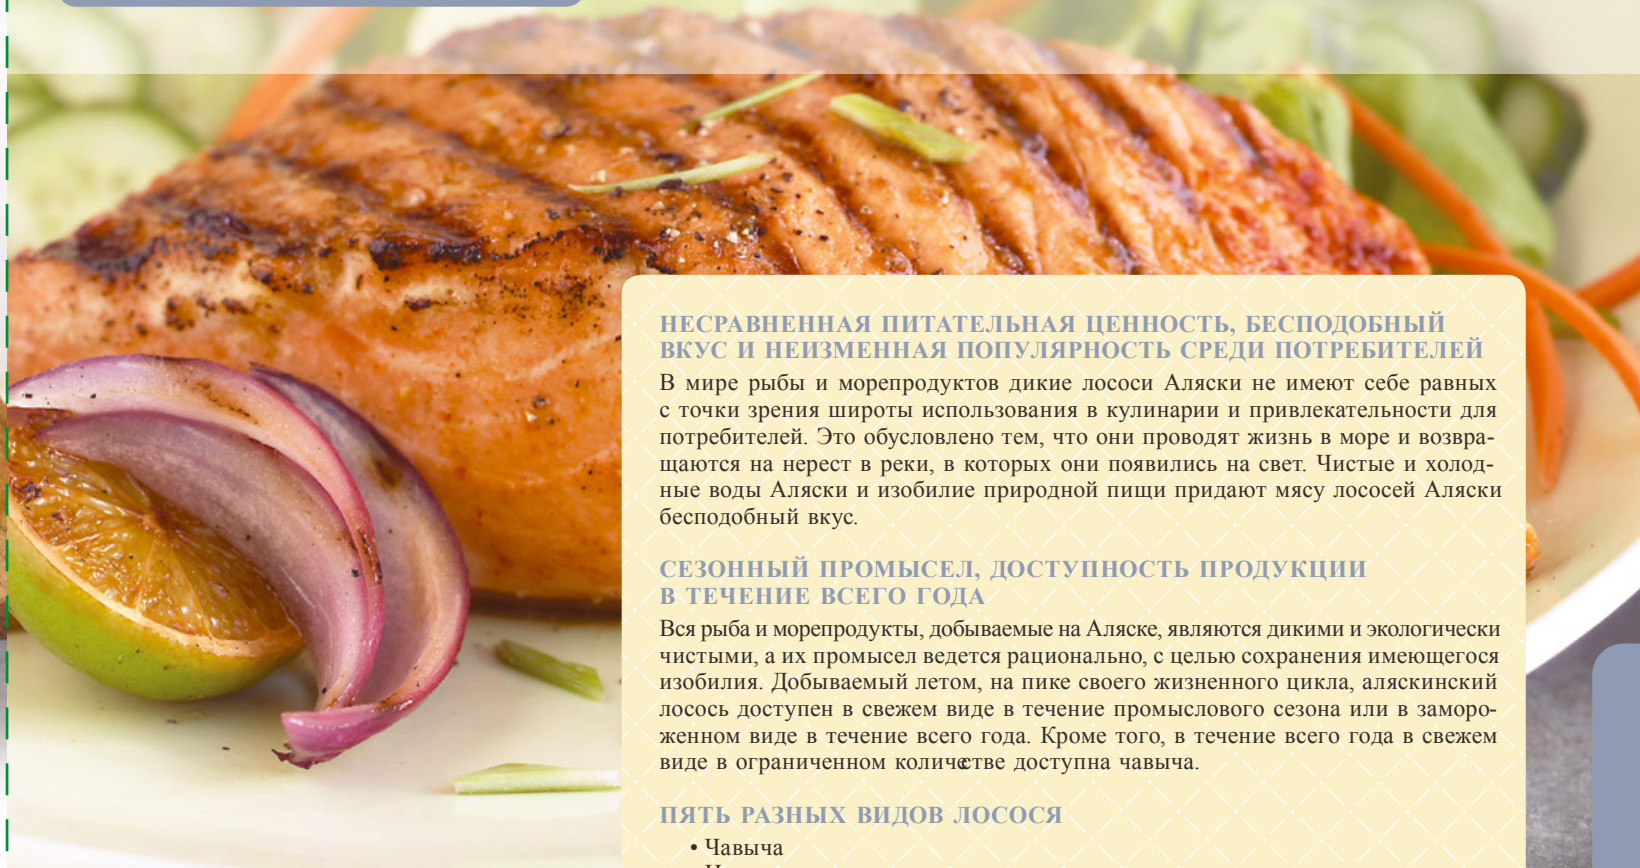 НЕСРАВНЕННАЯ ПИТАТЕЛЬНАЯ ЦЕННОСТЬ, БЕСПОДОБНЫЙ
ВКУС И НЕИЗМЕННАЯ ПОПУЛЯРНОСТЬ СРЕДИ ПОТРЕБИТЕЛЕЙ
В мире рыбы и морепродуктов дикие лососи Аляски не имеют себе равных
с точки зрения широты использования в кулинарии и привлекательности для
потребителей. Это обусловлено тем, что они проводят жизнь в море и возвра-
щаются на нерест в реки, в которых они появились на свет. Чистые и холод-
ные воды Аляски и изобилие природной пищи придают мясу лососей Аляски
бесподобный вкус.
СЕЗОННЫЙ ПРОМЫСЕЛ, ДОСТУПНОСТЬ ПРОДУКЦИИ
В ТЕЧЕНИЕ ВСЕГО ГОДА
Вся рыба и морепродукты, добываемые на Аляске, являются дикими и экологически
чистыми, а их промысел ведется рационально, с целью сохранения имеющегося
изобилия. Добываемый летом, на пике своего жизненного цикла, аляскинский
лосось доступен в свежем виде в течение промыслового сезона или в заморо-
женном виде в течение всего года. Кроме того, в течение всего года в свежем
виде в ограниченном количестве доступна чавыча.
ПЯТЬ РАЗНЫХ ВИДОВ ЛОСОСЯ
• Чавыча